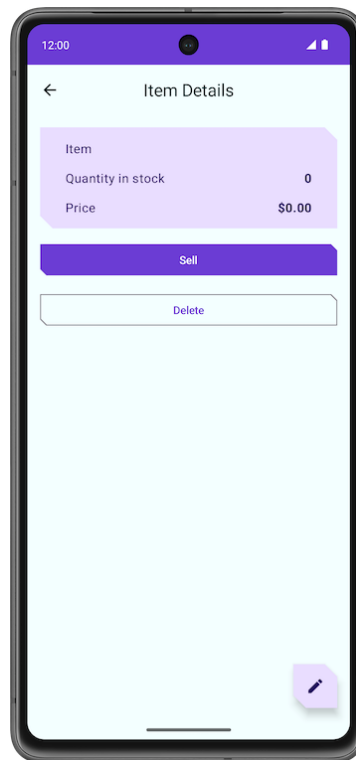 12:00
Item Details
Item
Quantity in stock 0
Price $0.00
Sell
Delete